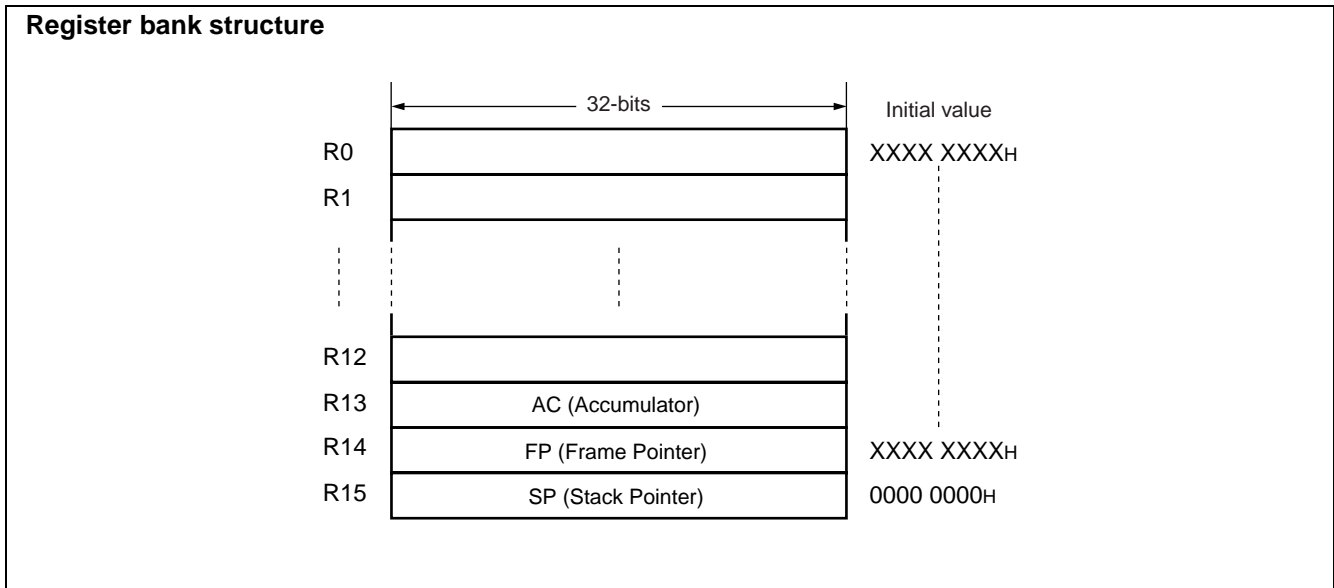 Register bank structure
32-bits
Initial value
R0 XXXX XXXXH
R1
R12
R13 AC (Accumulator)
R14 FP (Frame Pointer) XXXX XXXXH
R15 SP (Stack Pointer) 0000 0000H